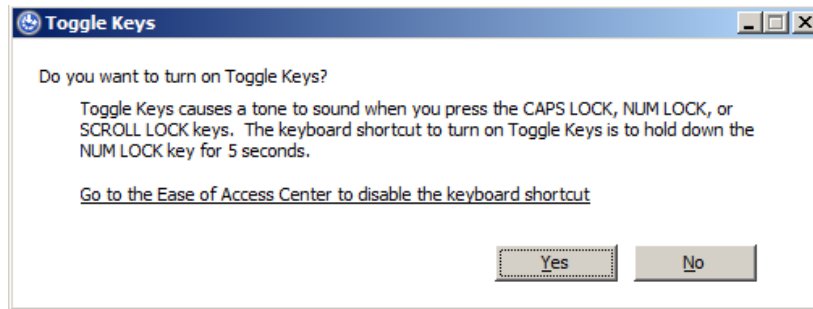 Toggle Keys
Do you want to turn on Toggle Keys?
Toggle Keys causes a tone to sound when you press the CAPS LOCK, NUM LOCK, or
SCROLL LOCK keys.  The keyboard shortcut to turn on Toggle Keys is to hold down the
NUM LOCK key for 5 seconds.
Go to the Ease of Access Center to disable the keyboard shortcut
Yes No